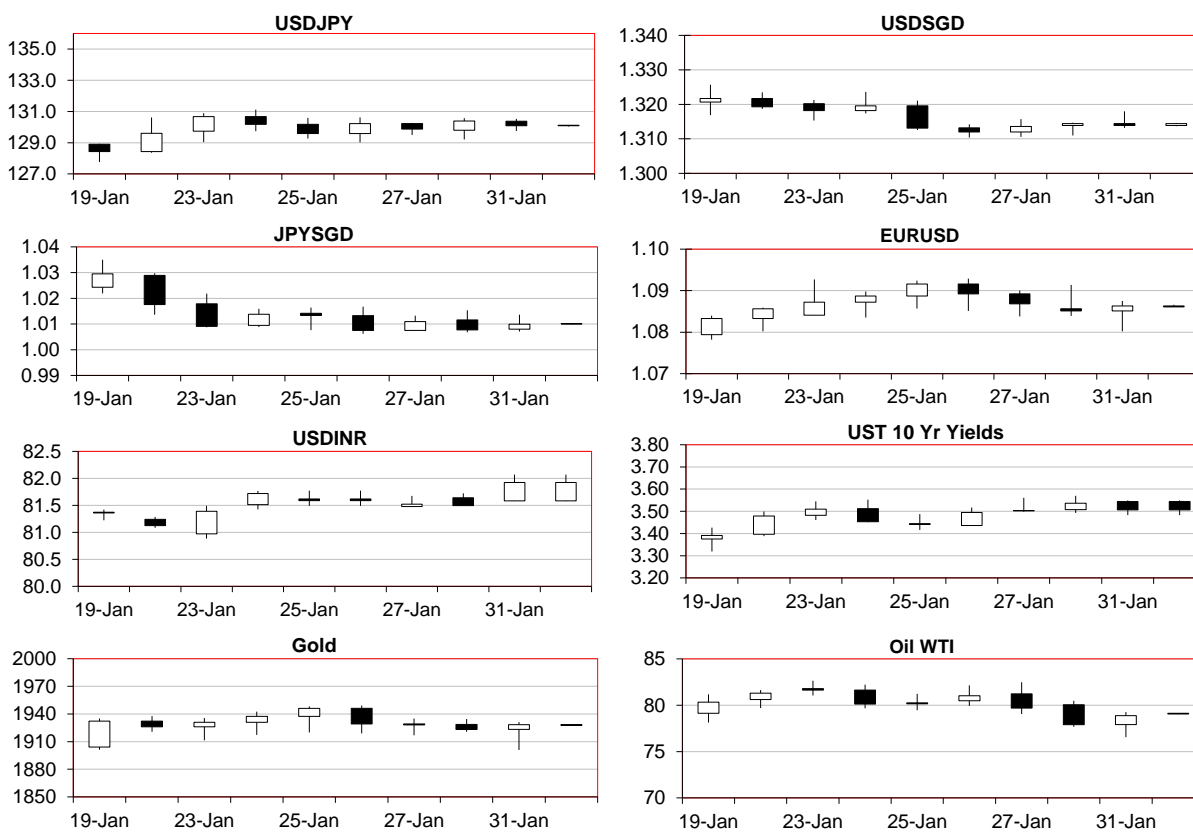 USDJPY
135.0
133.0
131.0
129.0
127.0
19-Jan 23-Jan 25-Jan 27-Jan 31-Jan
USDSGD
1.340
1.330
1.320
1.310
1.300
19-Jan 23-Jan 25-Jan 27-Jan 31-Jan
JPYSGD
1.04
1.03
1.02
1.01
1.00
0.99
19-Jan 23-Jan 25-Jan 27-Jan 31-Jan
EURUSD
1.10
1.09
1.08
1.07
19-Jan 23-Jan 25-Jan 27-Jan 31-Jan
USDINR
82.5
82.0
81.5
81.0
80.5
80.0
19-Jan 23-Jan 25-Jan 27-Jan 31-Jan
UST 10 Yr Yields
3.80
3.70
3.60
3.50
3.40
3.30
3.20
19-Jan 23-Jan 25-Jan 27-Jan 31-Jan
Gold
2000
1970
1940
1910
1880
1850
19-Jan 23-Jan 25-Jan 27-Jan 31-Jan
Oil WTI
85
80
75
70
19-Jan 23-Jan 25-Jan 27-Jan 31-Jan